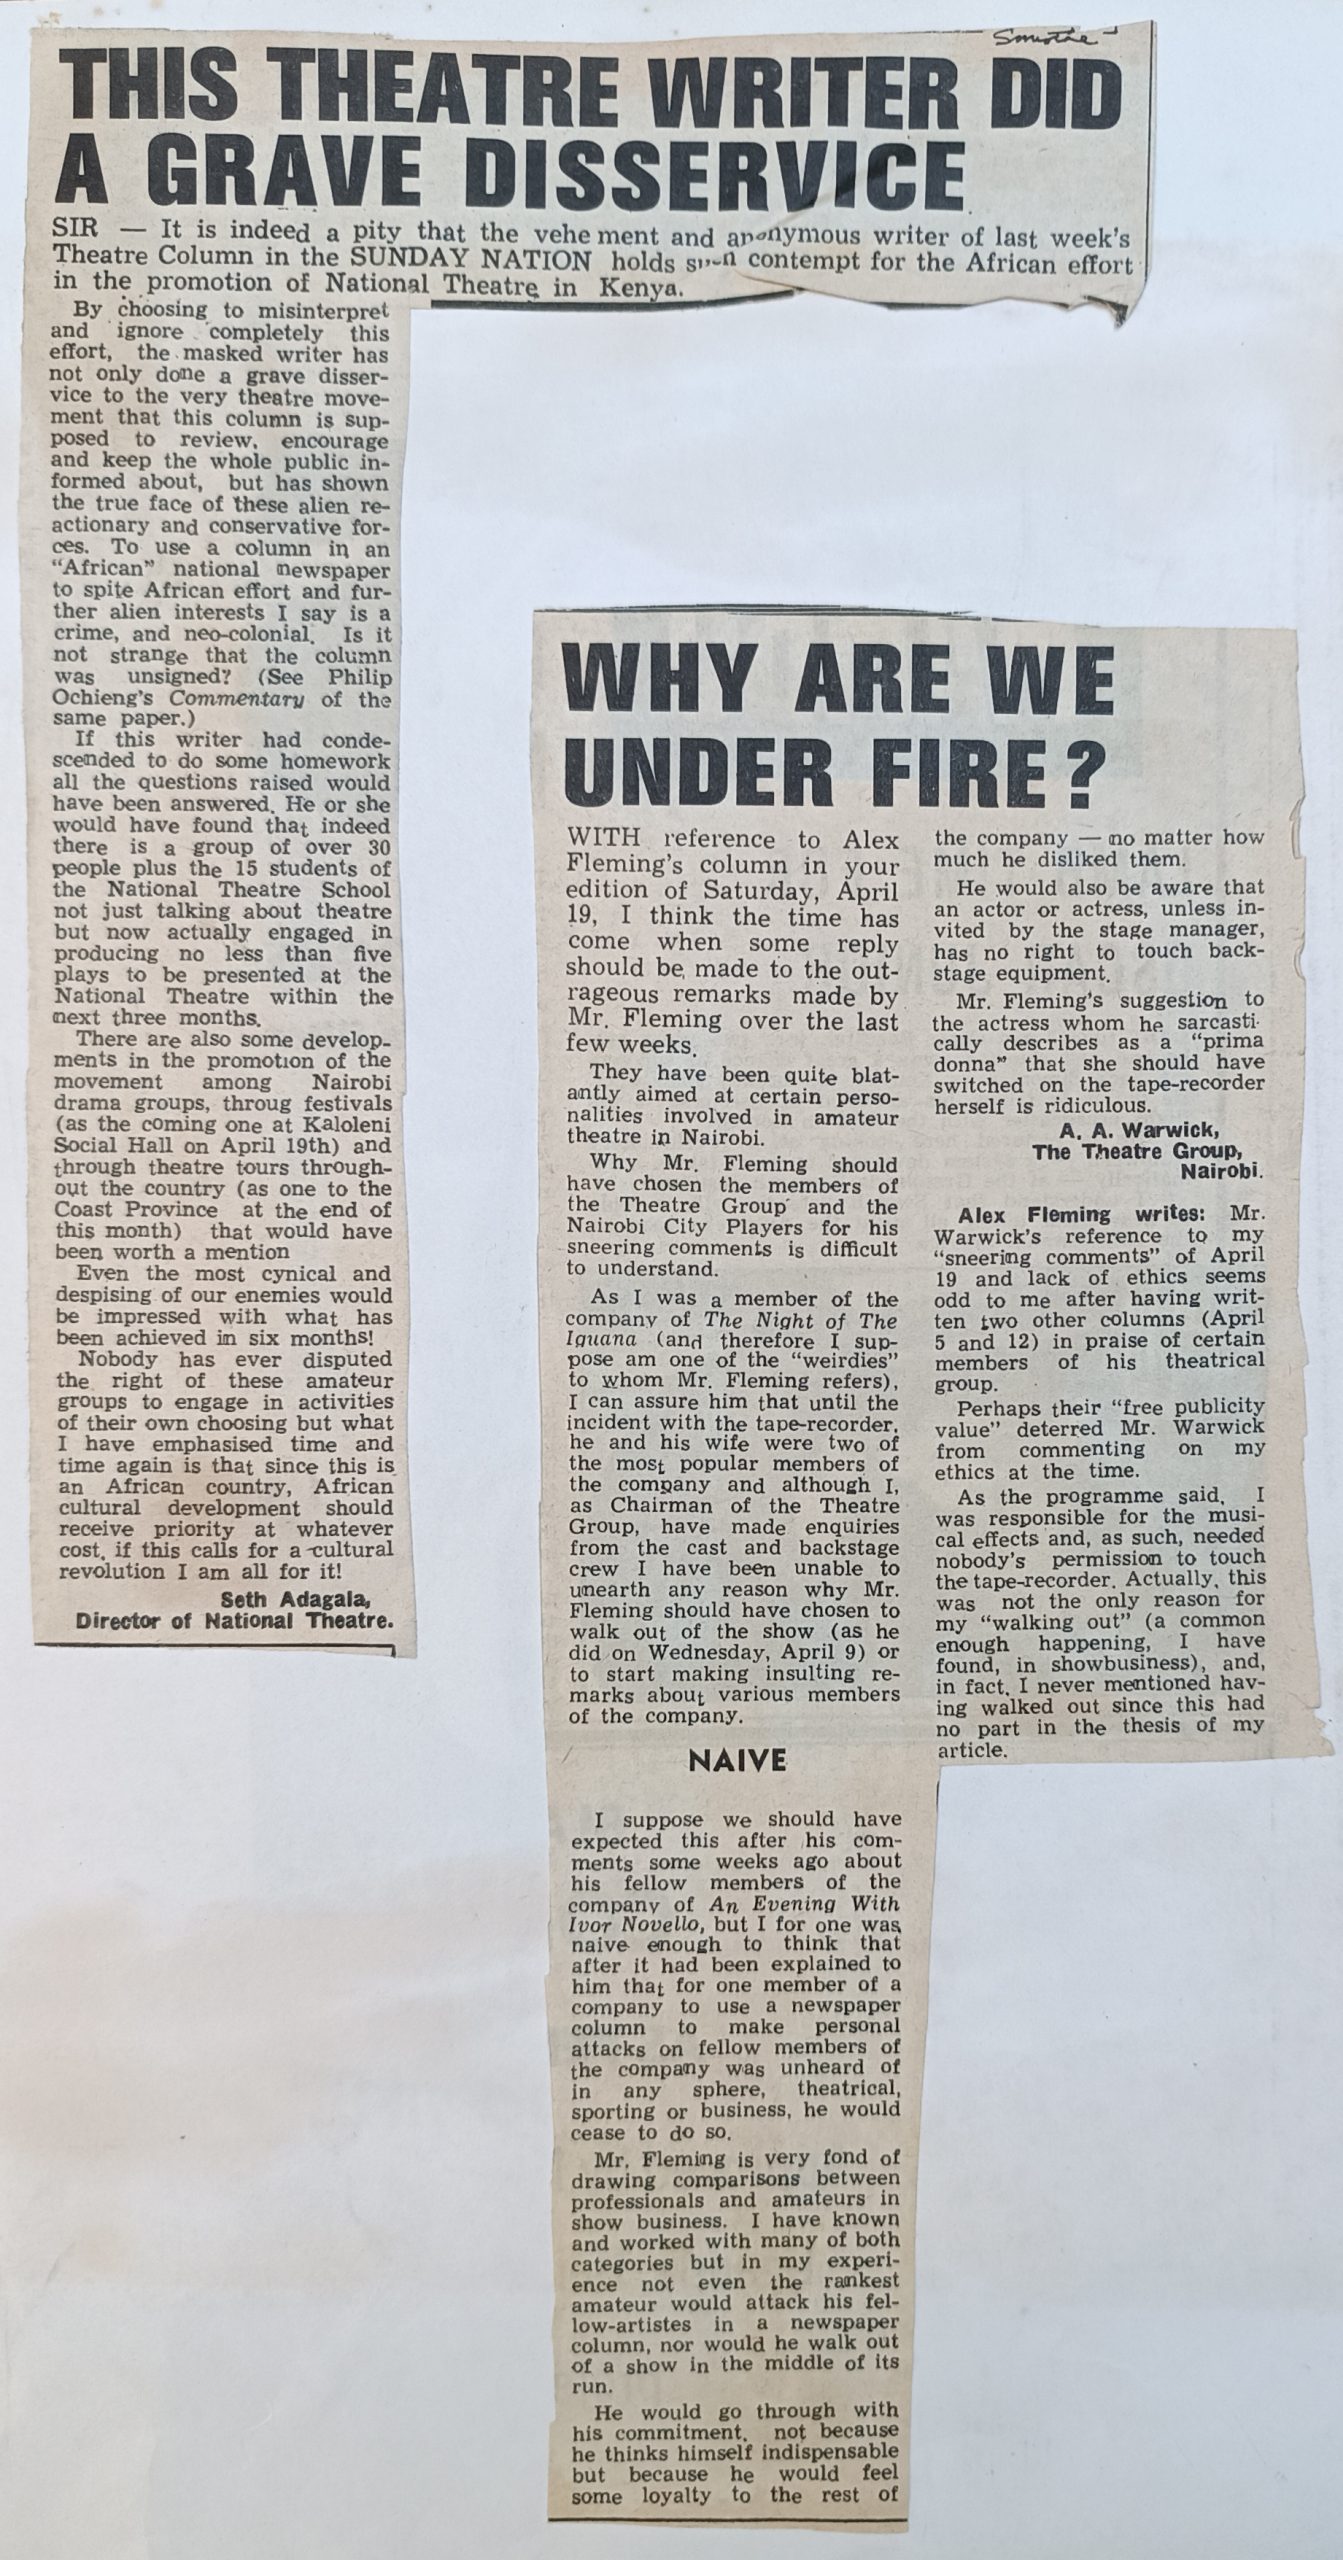 THIS THEATRE WRITER DID
A GRAVE DISSERVICE
SIR — It is indeed a pity that the vehe ment and anonymous writer of last week's
Theatre Column in the SUNDAY NATION holds such contempt for the African effort
in the promotion of National Theatre in Kenya.
By choosing to misinterpret
and ignore completely this
effort, the masked writer has
not only done a grave disser-
vice to the very theatre move-
ment that this column is sup-
posed to review, encourage
and keep the whole public in-
formed about, but has shown
the true face of these alien re-
actionary and conservative for-
ces. To use a column in an
"African" national newspaper
to spite African effort and fur-
ther alien interests I say is a
crime, and neo-colonial. Is it
not strange that the column
was unsigned? (See Philip
Ochieng's Commentary of the
same paper.)
If this writer had conde-
scended to do some homework
all the questions raised would
have been answered. He or she
would have found that indeed
there is a group of over 30
people plus the 15 students of
the National Theatre School
not just talking about theatre
but now actually engaged in
producing no less than five
plays to be presented at the
National Theatre within the
next three months.
There are also some develop-
ments in the promotion of the
movement among Nairobi
drama groups, throug festivals
(as the coming one at Kaloleni
Social Hall on April 19th) and
through theatre tours through-
out the country (as one to the
Coast Province at the end of
this month) that would have
been worth a mention
Even the most cynical and
despising of our enemies would
be impressed with what has
been achieved in six months!
Nobody has ever disputed
the right of these amateur
groups to engage in activities
of their own choosing but what
I have emphasised time and
time again is that since this is
an African country, African
cultural development should
receive priority at whatever
cost, if this calls for a cultural
revolution I am all for it!
Seth Adagala,
Director of National Theatre.
WHY ARE WE
UNDER FIRE?
WITH reference to Alex
Fleming's column in your
edition of Saturday, April
19, I think the time has
come when some reply
should be made to the out-
rageous remarks made by
Mr. Fleming over the last
few weeks.
They have been quite blat-
antly aimed at certain perso-
nalities involved in amateur
theatre in Nairobi.
Why Mr. Fleming should
have chosen the members of
the Theatre Group and the
Nairobi City Players for his
sneering comments is difficult
to understand.
As I was a member of the
company of The Night of The
Iguana (and therefore I sup-
pose am one of the "weirdies"
to whom Mr. Fleming refers),
I can assure him that until the
incident with the tape-recorder,
he and his wife were two of
the most popular members of
the company and although I,
as Chairman of the Theatre
Group, have made enquiries
from the cast and backstage
crew I have been unable to
unearth any reason why Mr.
Fleming should have chosen to
walk out of the show (as he
did on Wednesday, April 9) or
to start making insulting re-
marks about various members
of the company.
NAIVE
I suppose we should have
expected this after his com-
ments some weeks ago about
his fellow members of the
company of An Evening With
Ivor Novello, but I for one was
naive enough to think that
after it had been explained to
him that for one member of a
company to use a newspaper
column to make personal
attacks on fellow members of
the company was unheard of
in any sphere, theatrical,
sporting or business, he would
cease to do so.
Mr. Fleming is very fond of
drawing comparisons between
professionals and amateurs in
show business. I have known
and worked with many of both
categories but in my experi-
ence not even the rankest
amateur would attack his fel-
low-artistes in a newspaper
column, nor would he walk out
of a show in the middle of its
run.
He would go through with
his commitment, not because
he thinks himself indispensable
but because he would feel
some loyalty to the rest of
the company — no matter how
much he disliked them.
He would also be aware that
an actor or actress, unless in-
vited by the stage manager,
has no right to touch back-
stage equipment.
Mr. Fleming's suggestion to
the actress whom he sarcasti-
cally describes as a "prima
donna" that she should have
switched on the tape-recorder
herself is ridiculous.
A. A. Warwick,
The Theatre Group,
Nairobi.
Alex Fleming writes: Mr.
Warwick's reference to my
"sneering comments" of April
19 and lack of ethics seems
odd to me after having writ-
ten two other columns (April
5 and 12) in praise of certain
members of his theatrical
group.
Perhaps their "free publicity
value" deterred Mr. Warwick
from commenting on my
ethics at the time.
As the programme said, I
was responsible for the musi-
cal effects and, as such, needed
nobody's permission to touch
the tape-recorder. Actually, this
was not the only reason for
my "walking out" (a common
enough happening, I have
found, in showbusiness), and,
in fact, I never mentioned hav-
ing walked out since this had
no part in the thesis of my
article.